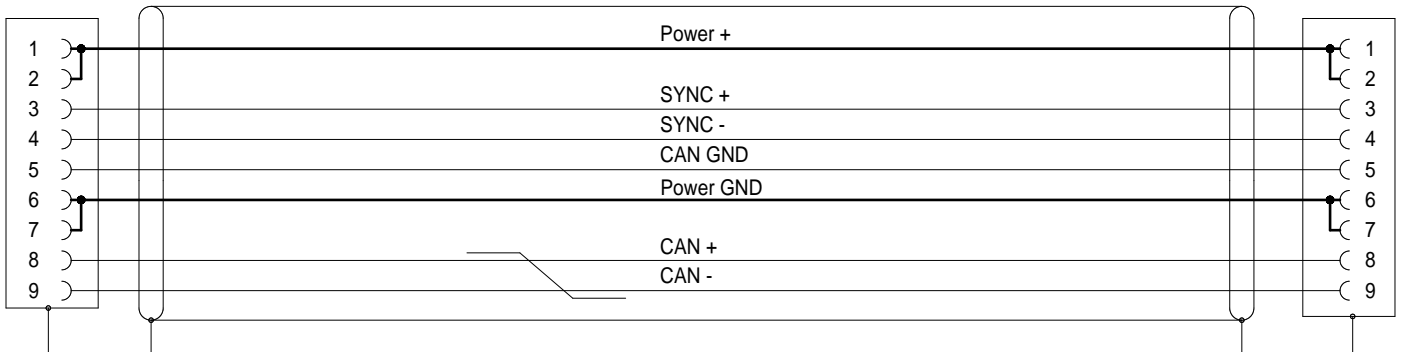 1 Power + 1
2 2
3 SYNC + 3
4 SYNC - 4
5 CAN GND 5
6 Power GND 6
7 7
8 CAN + 8
9 CAN - 9